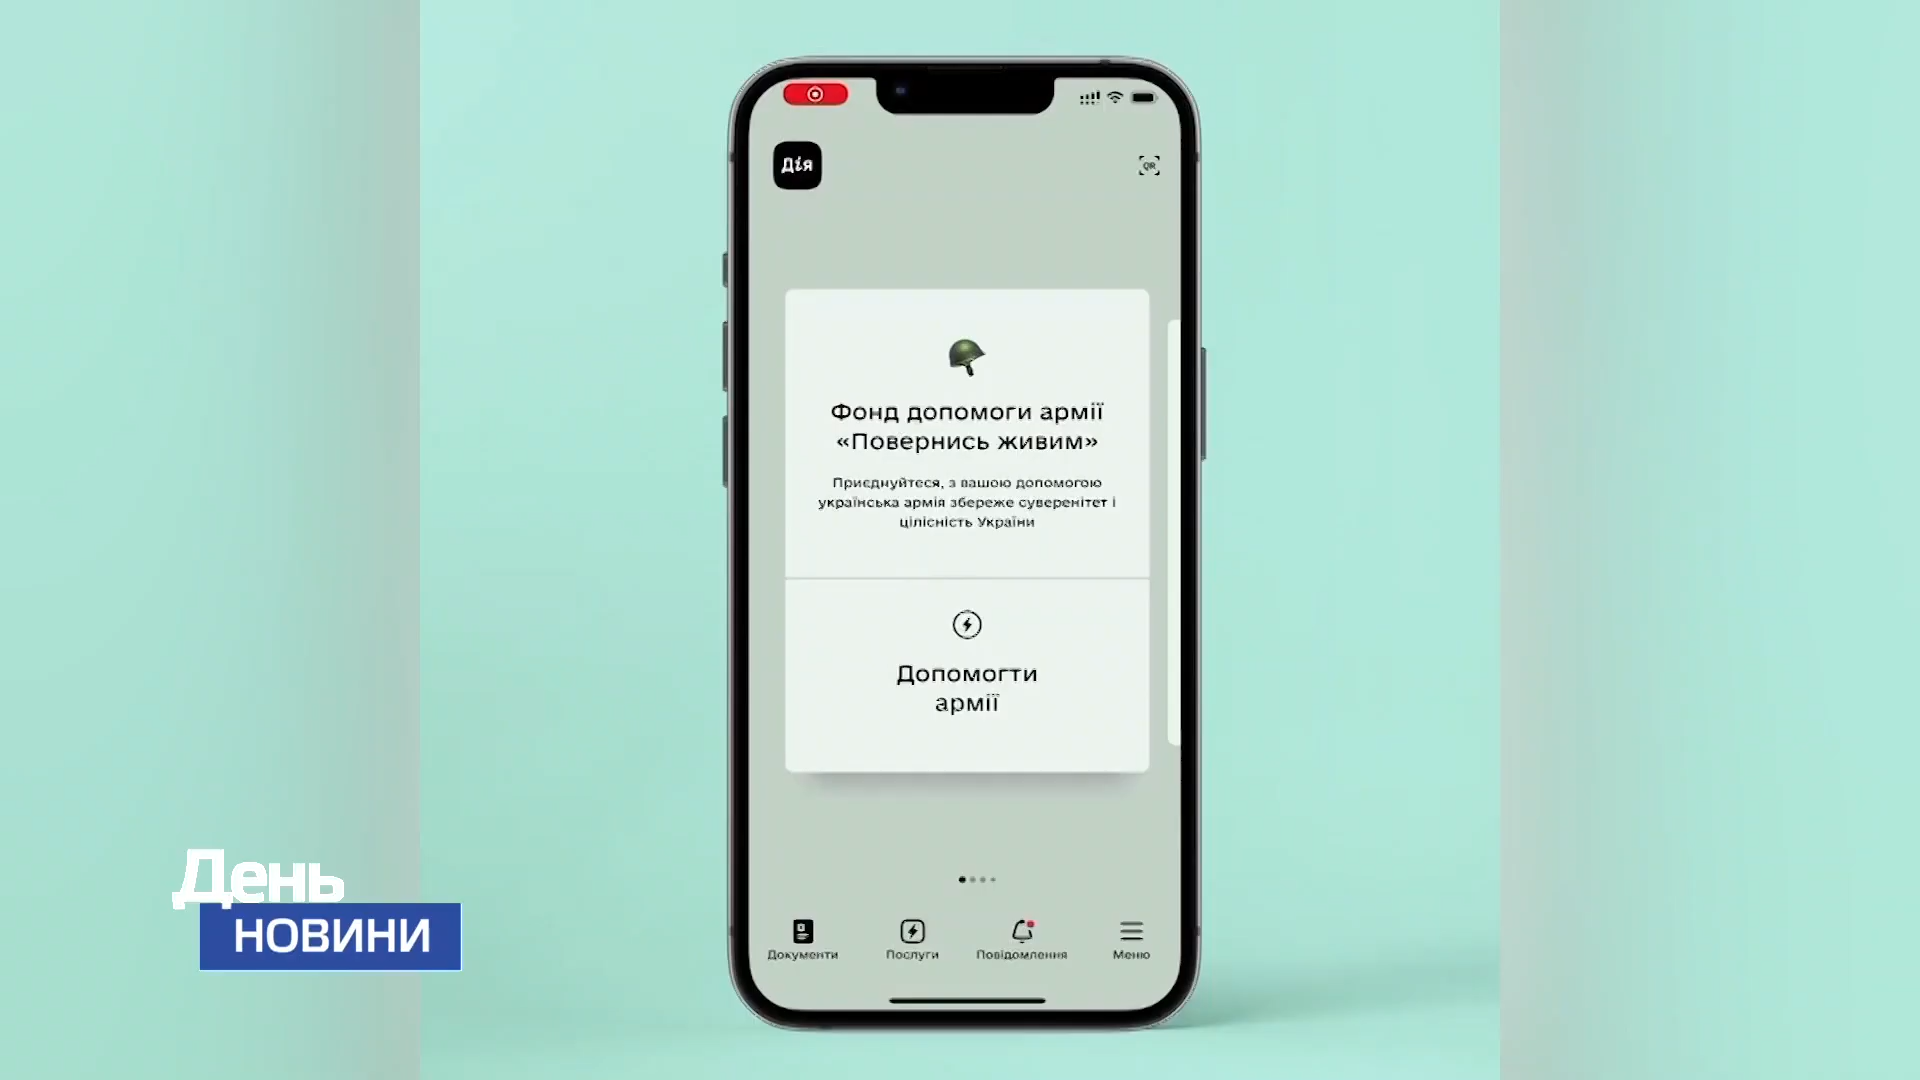 Дія
QR
Фонд допомоги армії
«Повернись живим»
Приєднуйтеся, з вашою допомогою
українська армія збереже суверенітет і
цілісність України
Допомогти
армії
Документи
Послуги
Повідомлення
Меню
День
НОВИНИ